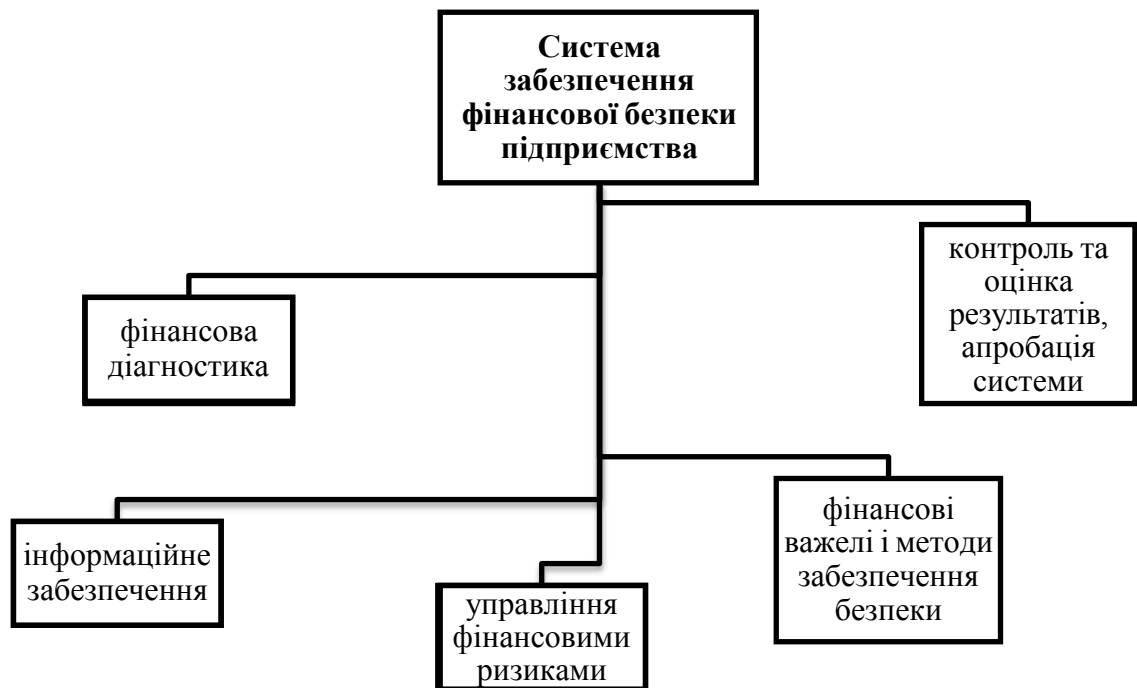 Система
забезпечення
фінансової безпеки
підприємства
контроль та
оцінка
результатів,
апробація
системи
фінансова
діагностика
інформаційне
забезпечення
управління
фінансовими
ризиками
фінансові
важелі і методи
забезпечення
безпеки